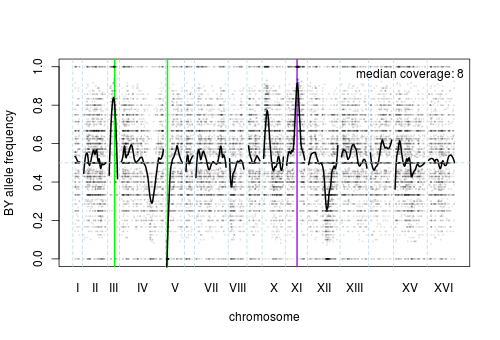 median coverage: 8
BY allele frequency
1.0
0.8
0.6
0.4
0.2
0.0
I II III IV V VII VIII X XI XII XIII XV XVI
chromosome